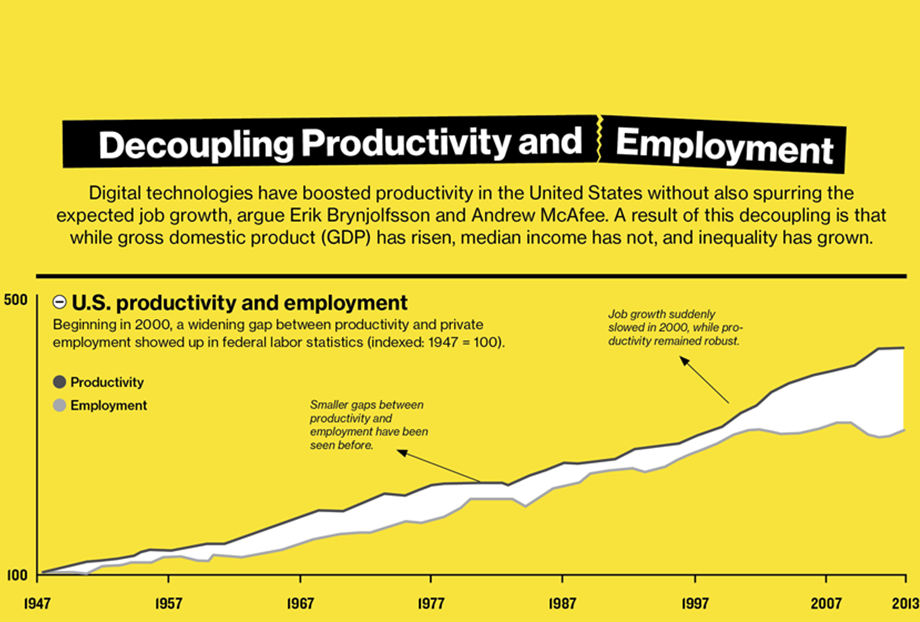 Decoupling Productivity and Employment
Digital technologies have boosted productivity in the United States without also spurring the
expected job growth, argue Erik Brynjolfsson and Andrew McAfee. A result of this decoupling is that
while gross domestic product (GDP) has risen, median income has not, and inequality has grown.
500
U.S. productivity and employment
Beginning in 2000, a widening gap between productivity and private
employment showed up in federal labor statistics (indexed: 1947 = 100).
Productivity
Employment
Smaller gaps between
productivity and
employment have been
seen before.
Job growth suddenly
slowed in 2000, while pro-
ductivity remained robust.
100
1947 1957 1967 1977 1987 1997 2007 2013